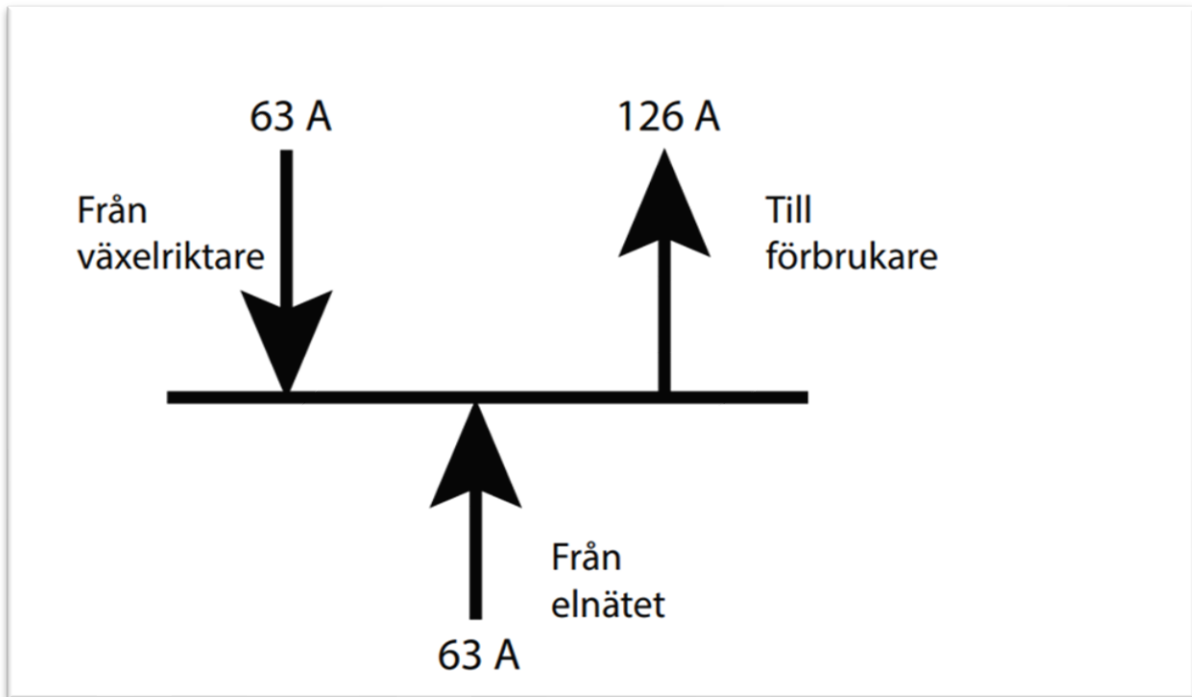 63 A
126 A
Från
växelriktare
Till
förbrukare
Från
elnätet
63 A